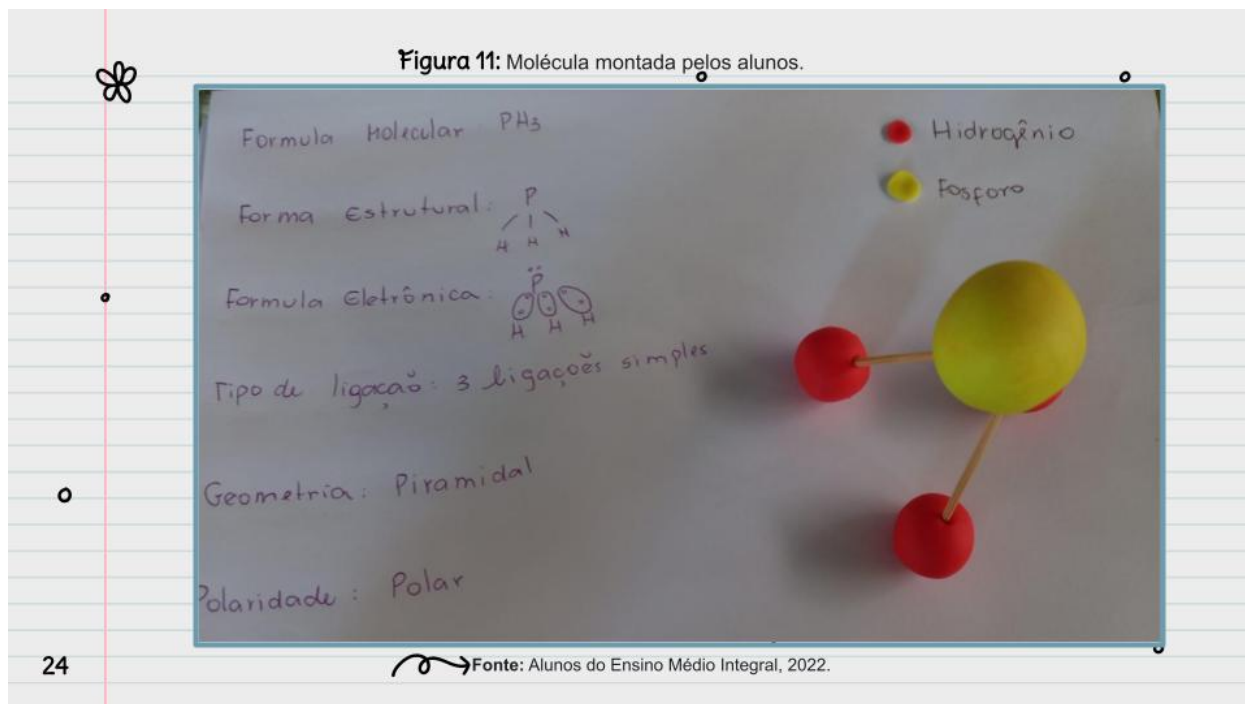 Figura 11: Molécula montada pelos alunos.
Formula Molecular PH3
Hidrogênio
Fosforo
Forma Estrutural: P
H H H
Formula Eletrônica: P
H H H
Tipo de ligação: 3 ligações simples
Geometria: Piramidal
Polaridade: Polar
24
Fonte: Alunos do Ensino Médio Integral, 2022.